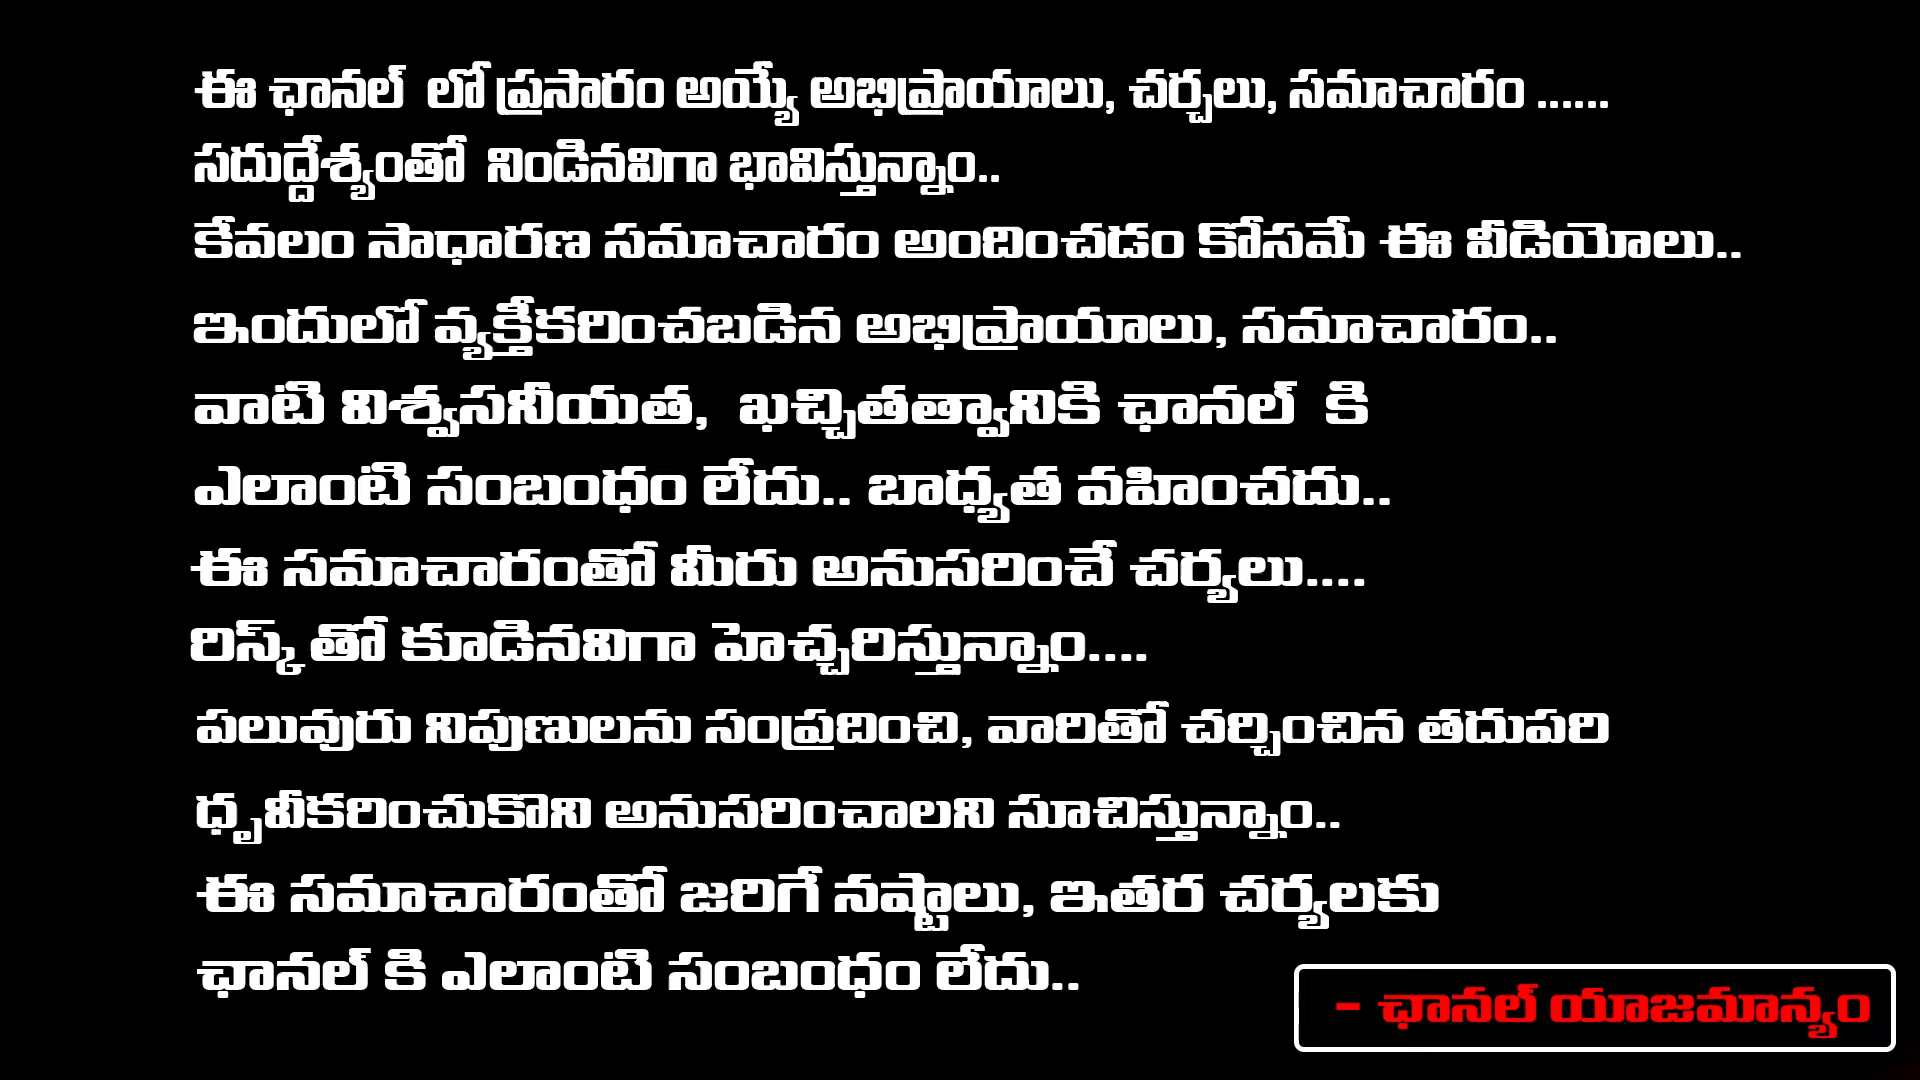 ఈ ఛానల్ లో ప్రసారం అయ్యే అభిప్రాయాలు, చర్చలు, సమాచారం ......
సదుద్దేశ్యంతో నిండినవిగా భావిస్తున్నాం..
కేవలం సాధారణ సమాచారం అందించడం కోసమే ఈ వీడియోలు..
ఇందులో వ్యక్తీకరించబడిన అభిప్రాయాలు, సమాచారం..
వాటి విశ్వసనీయత, ఖచ్చితత్వానికి ఛానల్ కి
ఎలాంటి సంబంధం లేదు.. బాధ్యత వహించదు..
ఈ సమాచారంతో మీరు అనుసరించే చర్యలు....
రిస్క్ తో కూడినవిగా హెచ్చరిస్తున్నాం....
పలువురు నిపుణులను సంప్రదించి, వారితో చర్చించిన తదుపరి
ధృవీకరించుకొని అనుసరించాలని సూచిస్తున్నాం..
ఈ సమాచారంతో జరిగే నష్టాలు, ఇతర చర్యలకు
ఛానల్ కి ఎలాంటి సంబంధం లేదు..
- ఛానల్ యాజమాన్యం